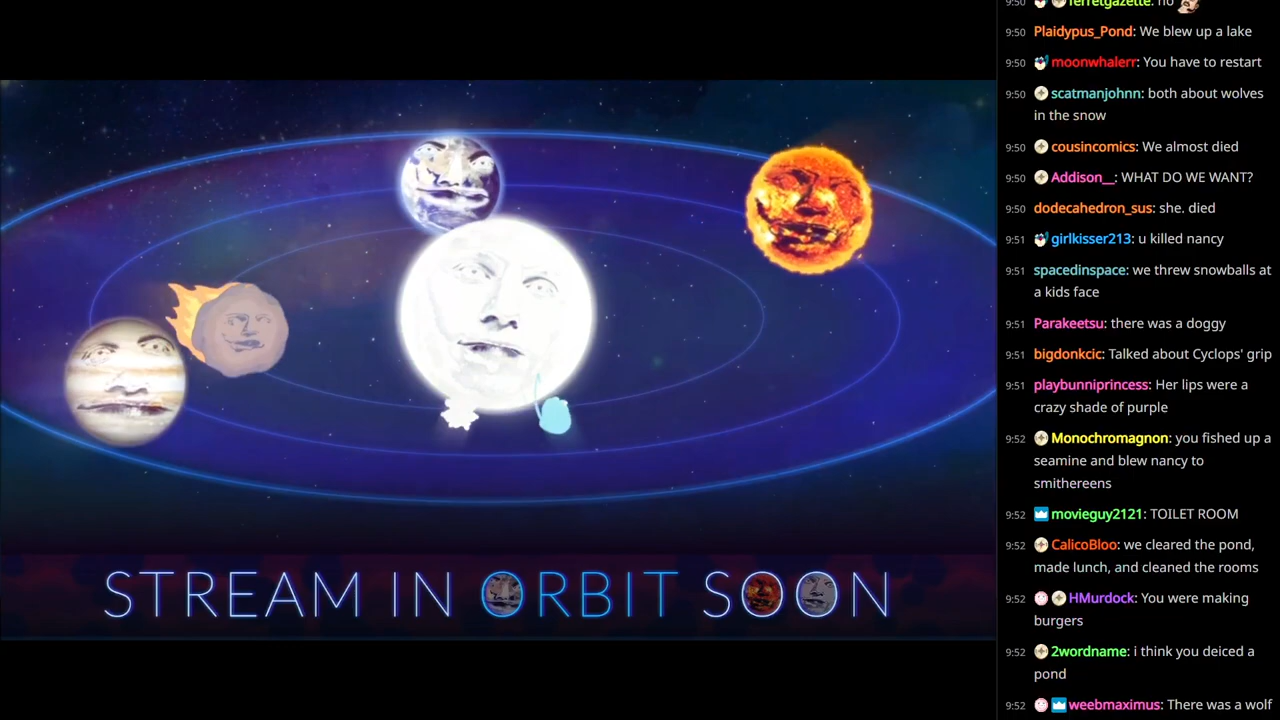 9:50 ferretgazette: no
9:50 Plaidypus_Pond: We blew up a lake
9:50 moonwhalerr: You have to restart
9:50 scatmanjohnn: both about wolves
in the snow
9:50 cousincomics: We almost died
9:50 Addison__: WHAT DO WE WANT?
9:50 dodecahedron_sus: she. died
9:51 girlkisser213: u killed nancy
9:51 spacedinspace: we threw snowballs at
a kids face
9:51 Parakeetsu: there was a doggy
9:51 bigdonkcic: Talked about Cyclops' grip
9:51 playbunniprincess: Her lips were a
crazy shade of purple
9:52 Monochromagnon: you fished up a
seamine and blew nancy to
smithereens
9:52 movieguy2121: TOILET ROOM
9:52 CalicoBloo: we cleared the pond,
made lunch, and cleaned the rooms
9:52 HMurdock: You were making
burgers
9:52 2wordname: i think you deiced a
pond
9:52 weebmaximus: There was a wolf
STREAM IN ORBIT SOON